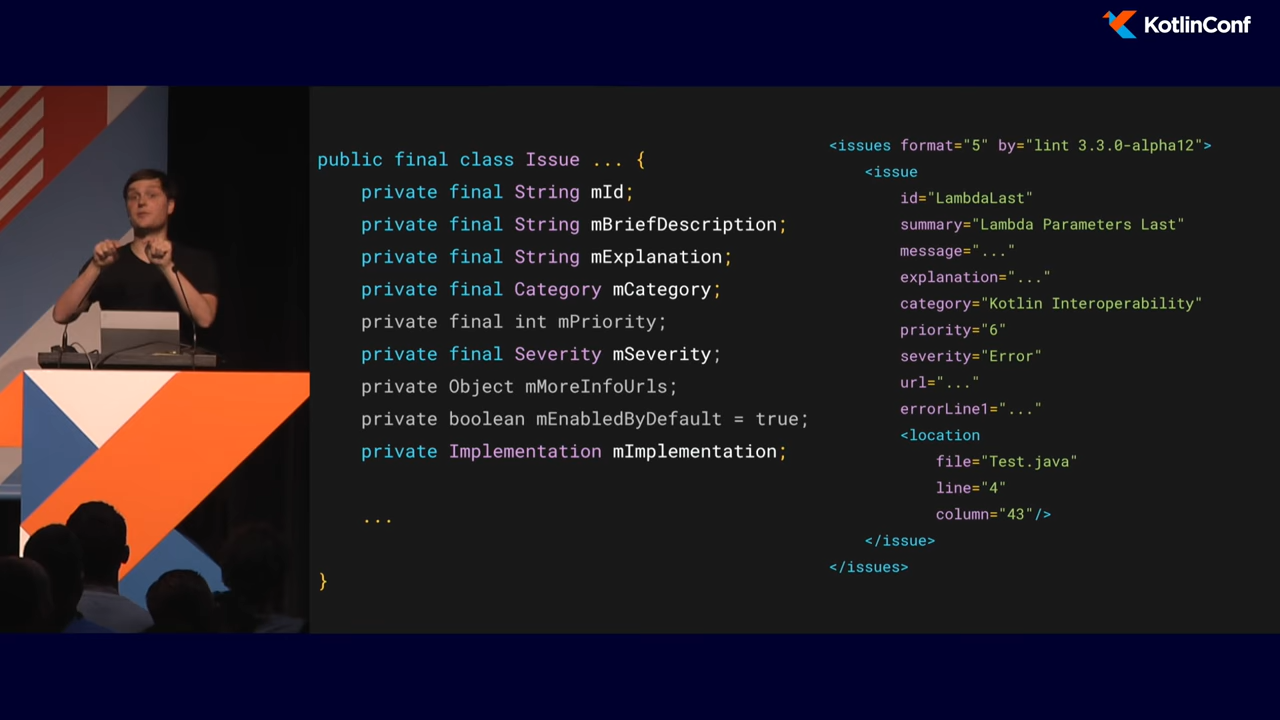 KotlinConf
public final class Issue ... {
private final String mId;
private final String mBriefDescription;
private final String mExplanation;
private final Category mCategory;
private final int mPriority;
private final Severity mSeverity;
private Object mMoreInfoUrls;
private boolean mEnabledByDefault = true;
private Implementation mImplementation;
...
}
<issues format="5" by="lint 3.3.0-alpha12">
<issue
id="LambdaLast"
summary="Lambda Parameters Last"
message="..."
explanation="..."
category="Kotlin Interoperability"
priority="6"
severity="Error"
url="..."
errorLine1="..."
<location
file="Test.java"
line="4"
column="43"/>
</issue>
</issues>